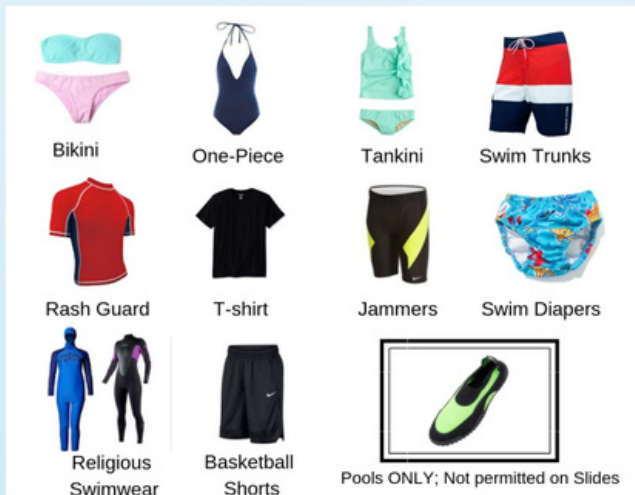 Bikini
One-Piece
Tankini
Swim Trunks
Rash Guard
T-shirt
Jammers
Swim Diapers
Religious
Swimwear
Basketball
Shorts
Pools ONLY; Not permitted on Slides